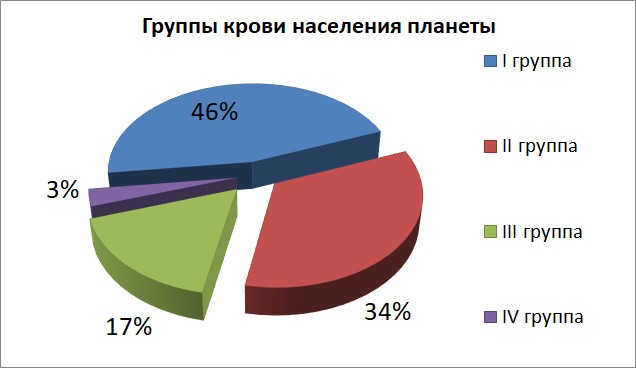 Группы крови населения планеты
46%
I группа
II группа
3%
III группа
17%
34%
IV группа